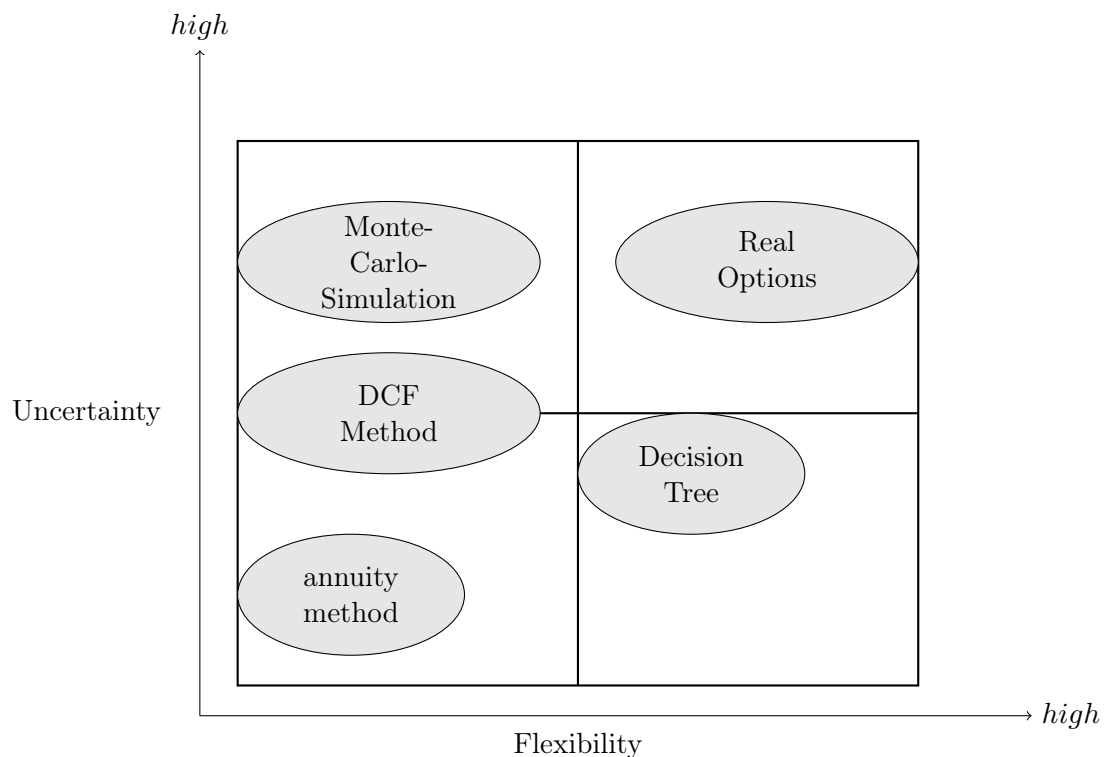 high
Monte-
Carlo-
Simulation
Real
Options
DCF
Method
Uncertainty
Decision
Tree
annuity
method
high
Flexibility